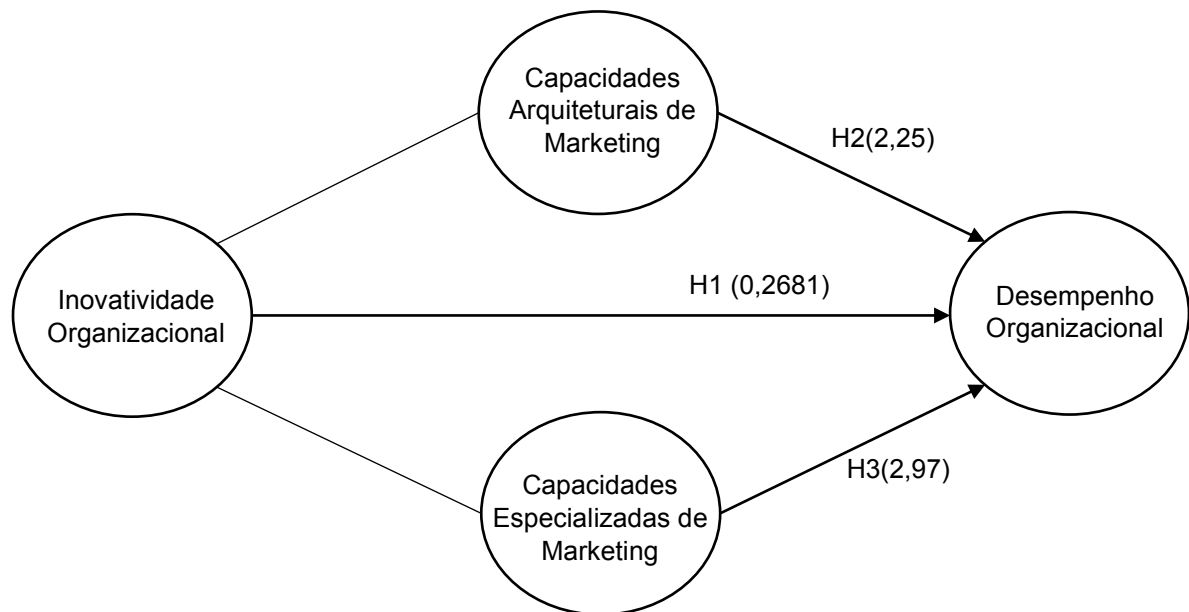 Capacidades
Arquiteturais de
Marketing
H2(2,25)
H1 (0,2681)
Inovatividade
Organizacional
Desempenho
Organizacional
H3(2,97)
Capacidades
Especializadas de
Marketing